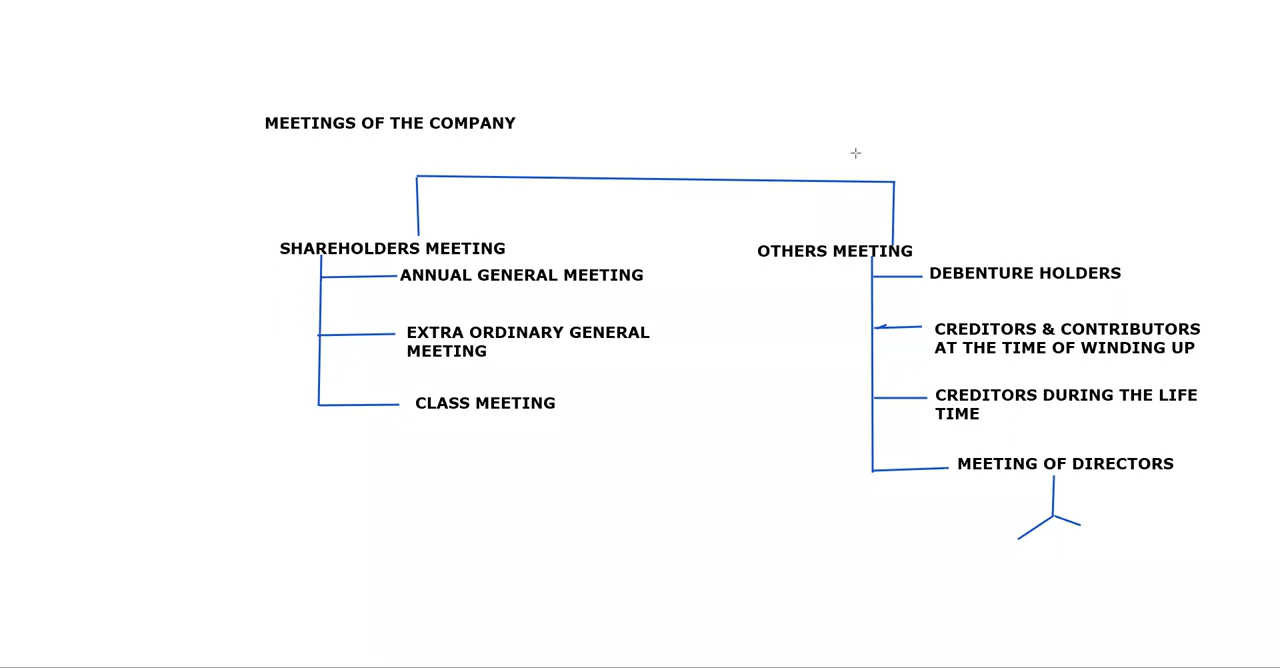 MEETINGS OF THE COMPANY
SHAREHOLDERS MEETING
ANNUAL GENERAL MEETING
EXTRA ORDINARY GENERAL
MEETING
CLASS MEETING
OTHERS MEETING
DEBENTURE HOLDERS
CREDITORS & CONTRIBUTORS
AT THE TIME OF WINDING UP
CREDITORS DURING THE LIFE
TIME
MEETING OF DIRECTORS